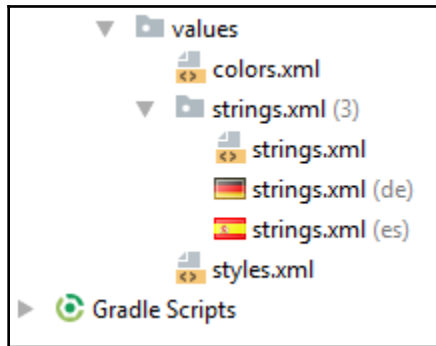 values
colors.xml
strings.xml (3)
strings.xml
strings.xml (de)
strings.xml (es)
styles.xml
Gradle Scripts